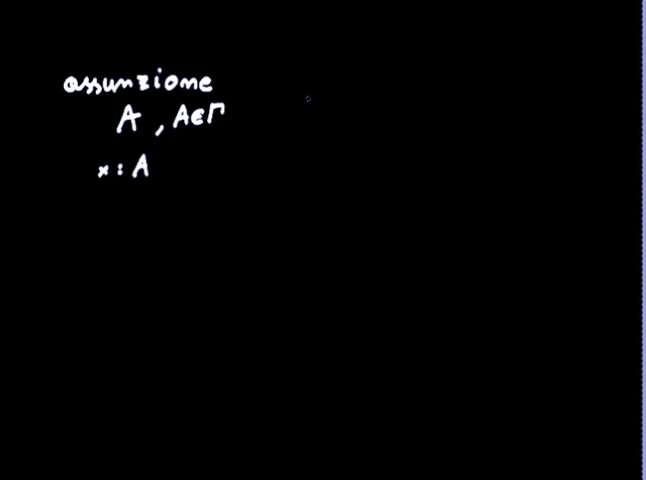 assunzione
A , A∈Γ
x : A